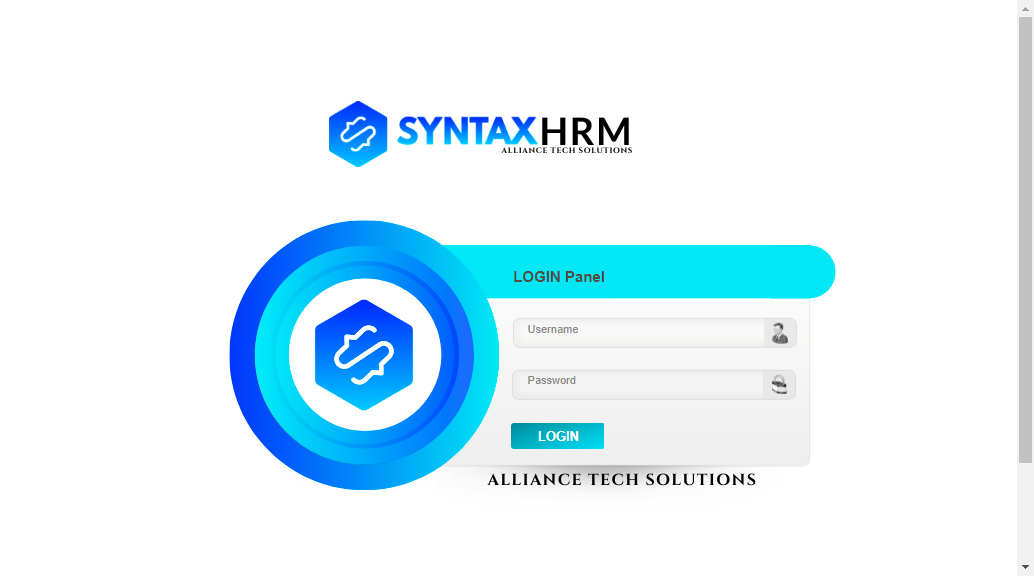 SYNTAXHRM
ALLIANCE TECH SOLUTIONS
LOGIN Panel
Username
Password
LOGIN
ALLIANCE TECH SOLUTIONS